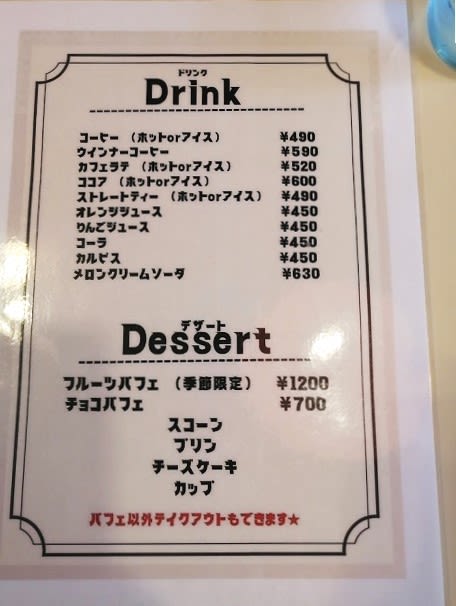 ドリンク
Drink
コーヒー （ホットorアイス） ¥490
ウインナーコーヒー ¥590
カフェラテ （ホットorアイス） ¥520
ココア （ホットorアイス） ¥600
ストレートティー （ホットorアイス） ¥490
オレンジジュース ¥450
りんごジュース ¥450
コーラ ¥450
カルピス ¥450
メロンクリームソーダ ¥630
デザート
Dessert
フルーツパフェ （季節限定） ¥1200
チョコパフェ ¥700
スコーン
プリン
チーズケーキ
カップ
パフェ以外テイクアウトもできます★